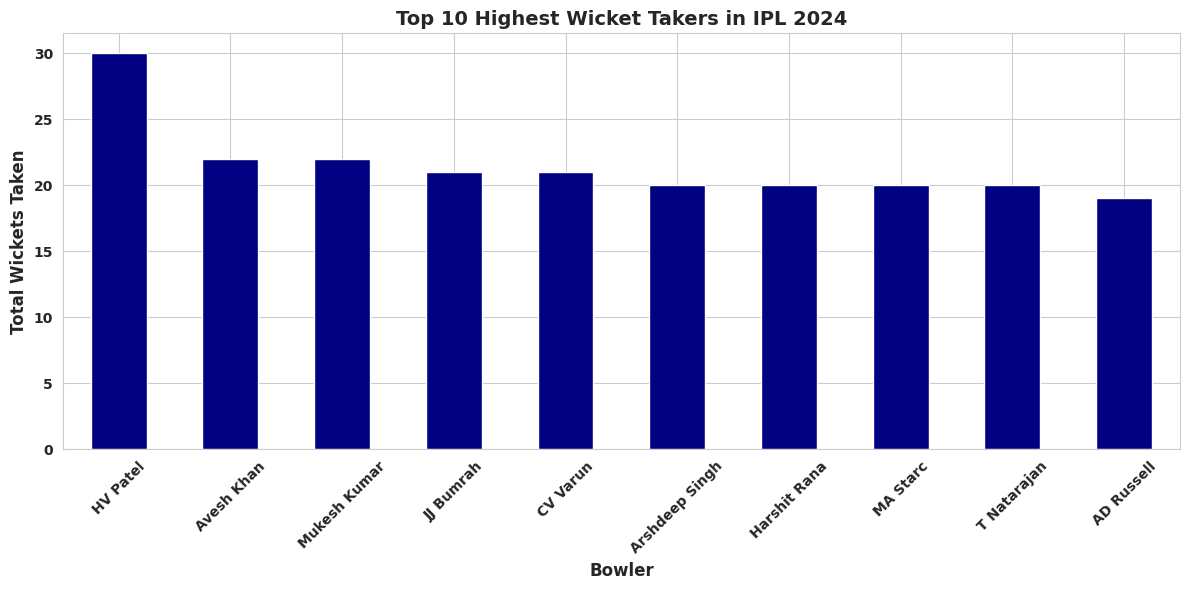 Top 10 Highest Wicket Takers in IPL 2024
Total Wickets Taken
30
25
20
15
10
5
0
HV Patel
Avesh Khan
Mukesh Kumar
JJ Bumrah
CV Varun
Arshdeep Singh
Harshit Rana
MA Starc
T Natarajan
AD Russell
Bowler